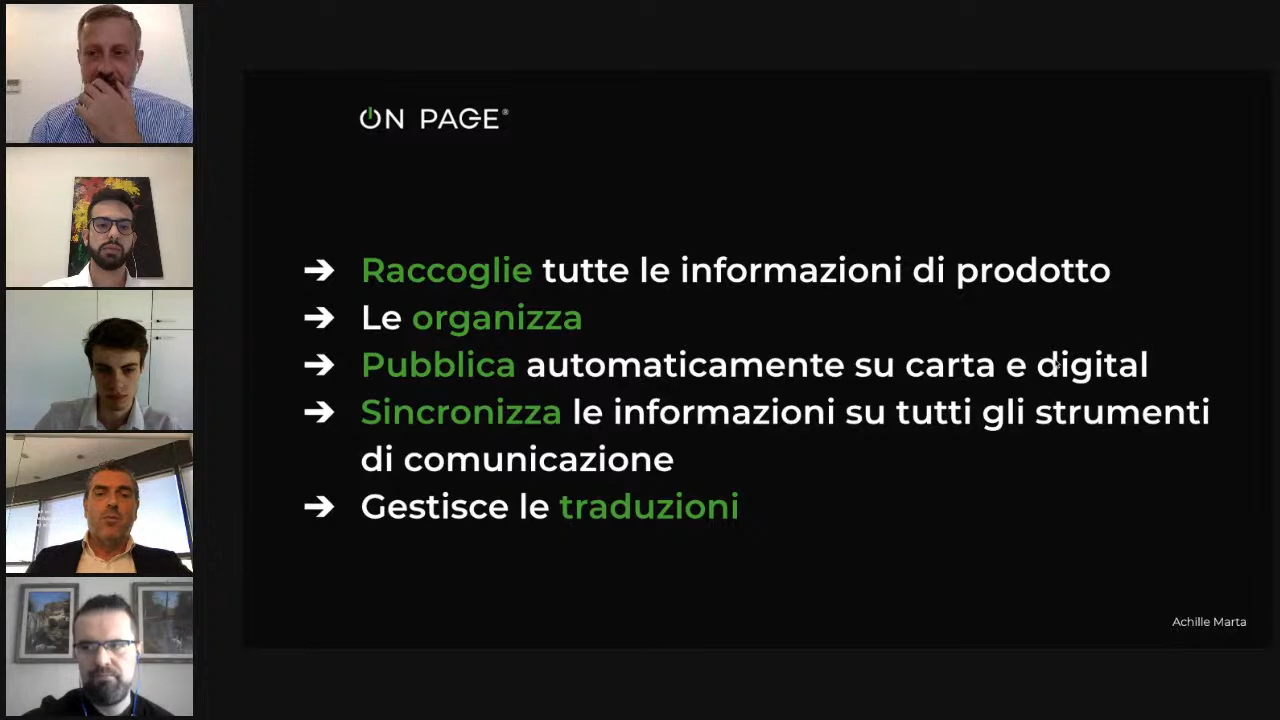 ON PAGE®
➔ Raccoglie tutte le informazioni di prodotto
➔ Le organizza
➔ Pubblica automaticamente su carta e digital
➔ Sincronizza le informazioni su tutti gli strumenti
di comunicazione
➔ Gestisce le traduzioni
Achille Marta